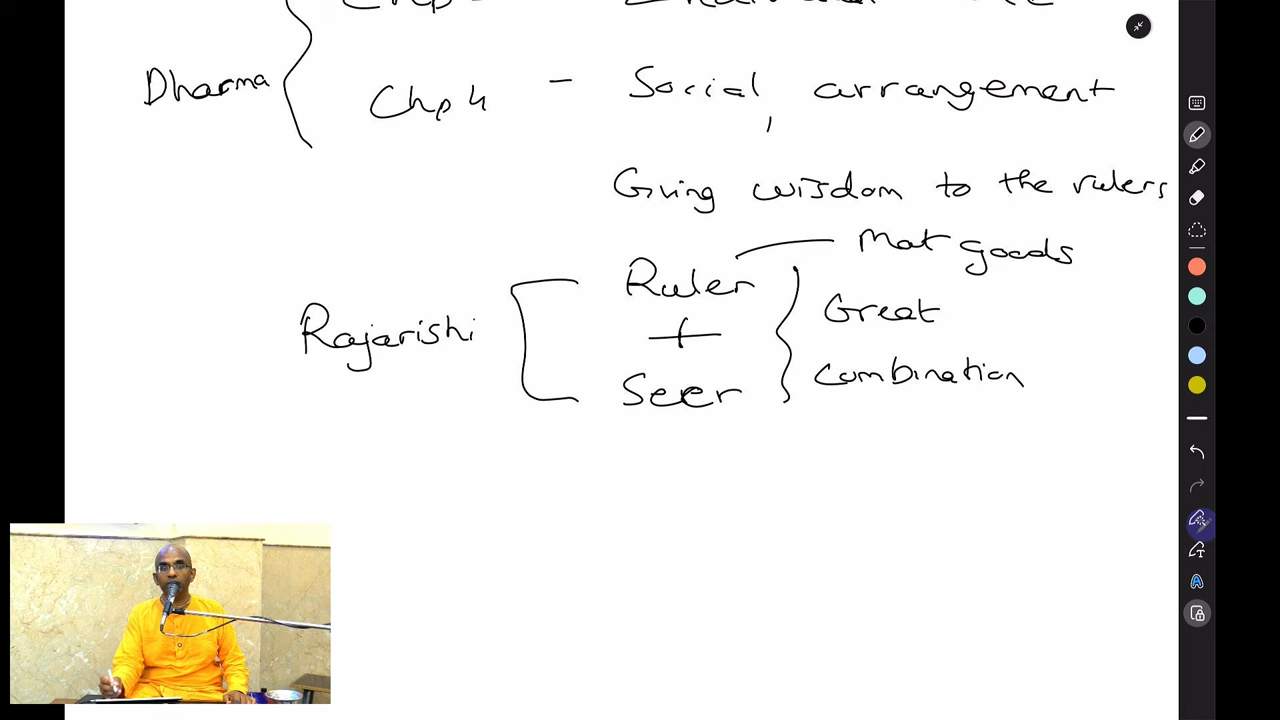 Dharma
Chp 4 - Social arrangement
,
Giving wisdom to the rulers
Mat goods
Rajarishi
Ruler
+
Seer
Great
combination